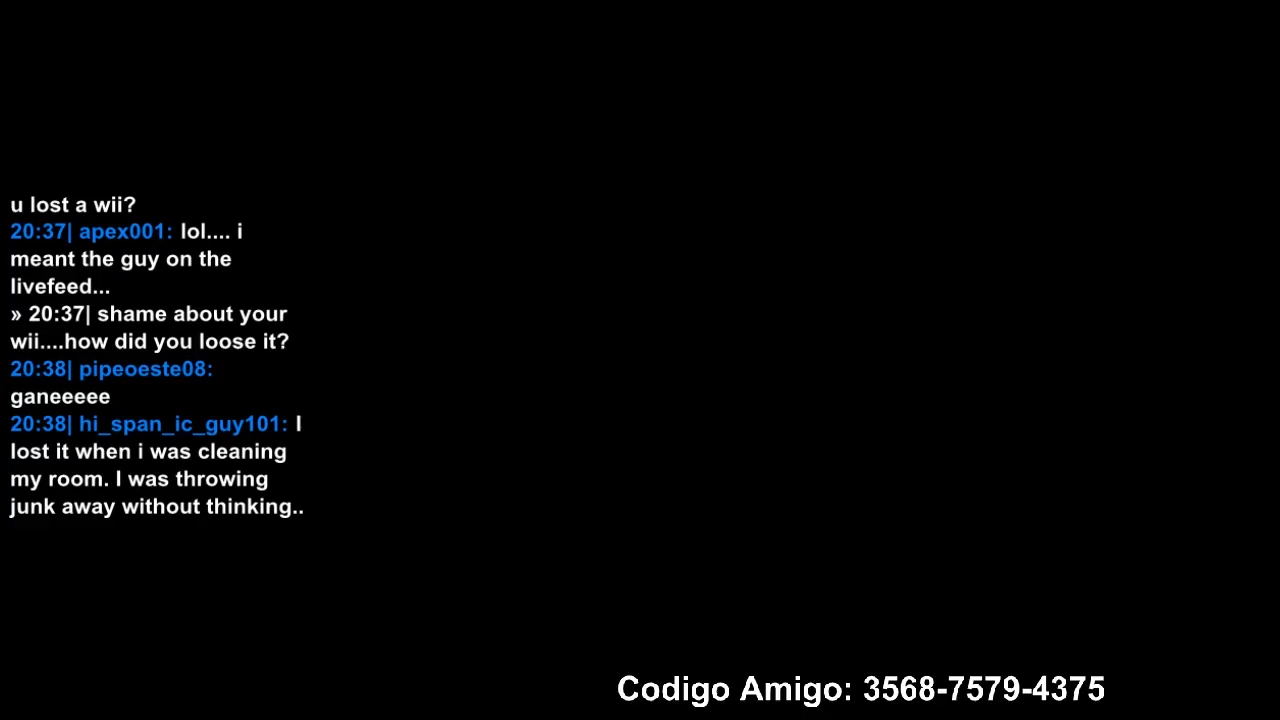 u lost a wii?
20:37| apex001: lol.... i
meant the guy on the
livefeed...
» 20:37| shame about your
wii....how did you loose it?
20:38| pipeoeste08:
ganeeeee
20:38| hi_span_ic_guy101: I
lost it when i was cleaning
my room. I was throwing
junk away without thinking..
Codigo Amigo: 3568-7579-4375